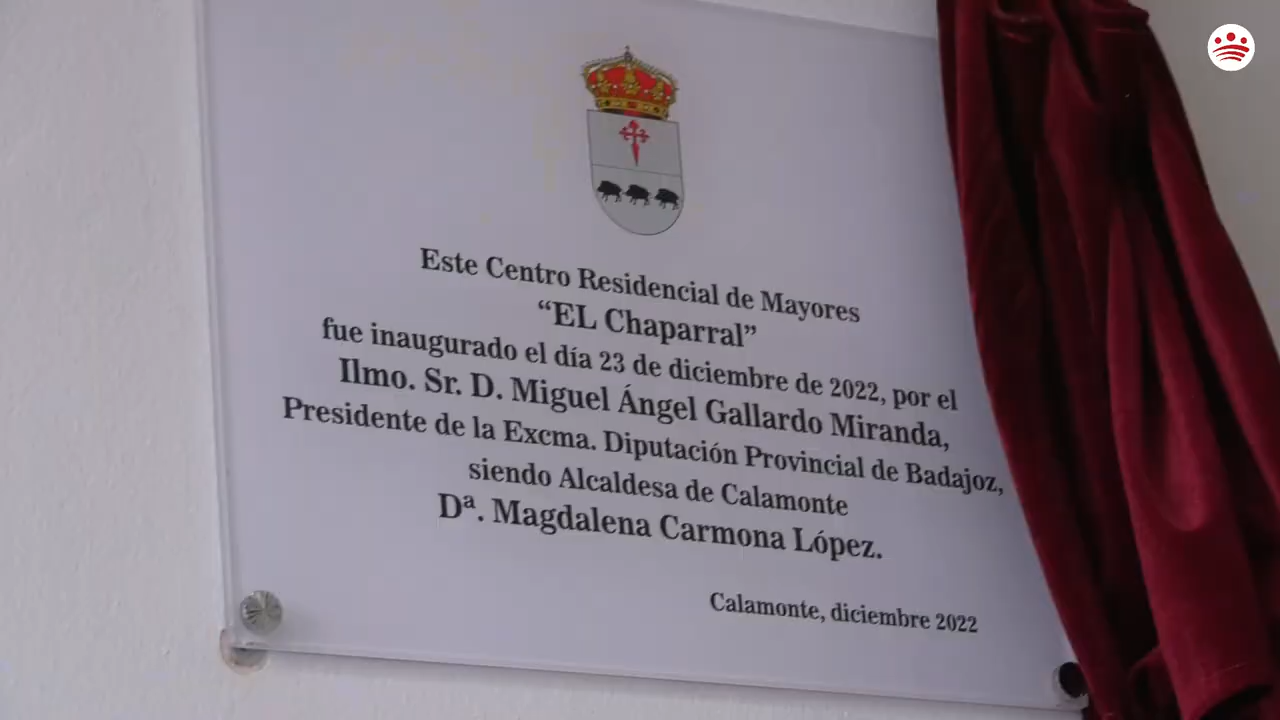 Este Centro Residencial de Mayores
“EL Chaparral”
fue inaugurado el día 23 de diciembre de 2022, por el
Ilmo. Sr. D. Miguel Ángel Gallardo Miranda,
Presidente de la Excma. Diputación Provincial de Badajoz,
siendo Alcaldesa de Calamonte
Dª. Magdalena Carmona López.
Calamonte, diciembre 2022